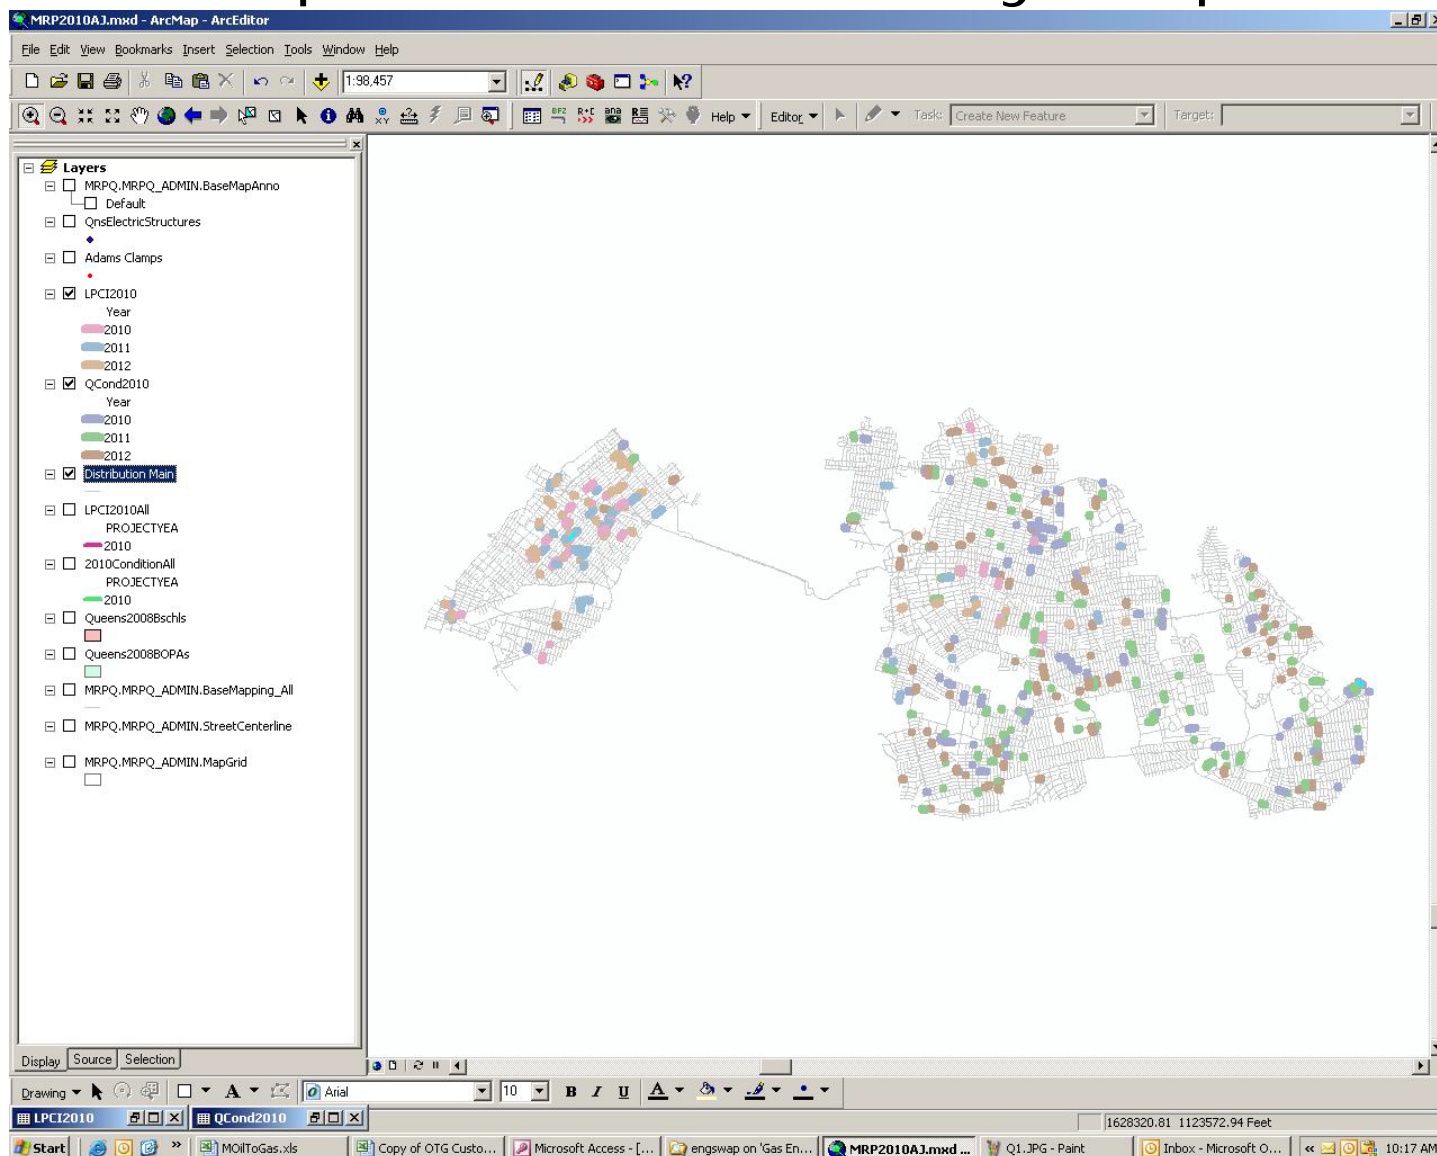 MRP2010AJ.mxd - ArcMap - ArcEditor
File Edit View Bookmarks Insert Selection Tools Window Help
1:98,457
Help Editor Task: Create New Feature Target:
Layers
MRPQ.MRPQ_ADMIN.BaseMapAnno
Default
QnsElectricStructures
Adams Clamps
LPCI2010
Year
2010
2011
2012
QCond2010
Year
2010
2011
2012
Distribution Main
LPCI2010All
PROJECTYEA
2010
2010ConditionAll
PROJECTYEA
2010
Queens2008Bschls
Queens2008BOPAs
MRPQ.MRPQ_ADMIN.BaseMapping_All
MRPQ.MRPQ_ADMIN.StreetCenterline
MRPQ.MRPQ_ADMIN.MapGrid
Display Source Selection
Drawing A Arial 10 B I U A
LPCI2010 QCond2010
1628320.81 1123572.94 Feet
Start MOilToGas.xls Copy of OTG Custo... Microsoft Access - [... engswap on 'Gas En... MRP2010AJ.mxd ... Q1.JPG - Paint Inbox - Microsoft O... 10:17 AM